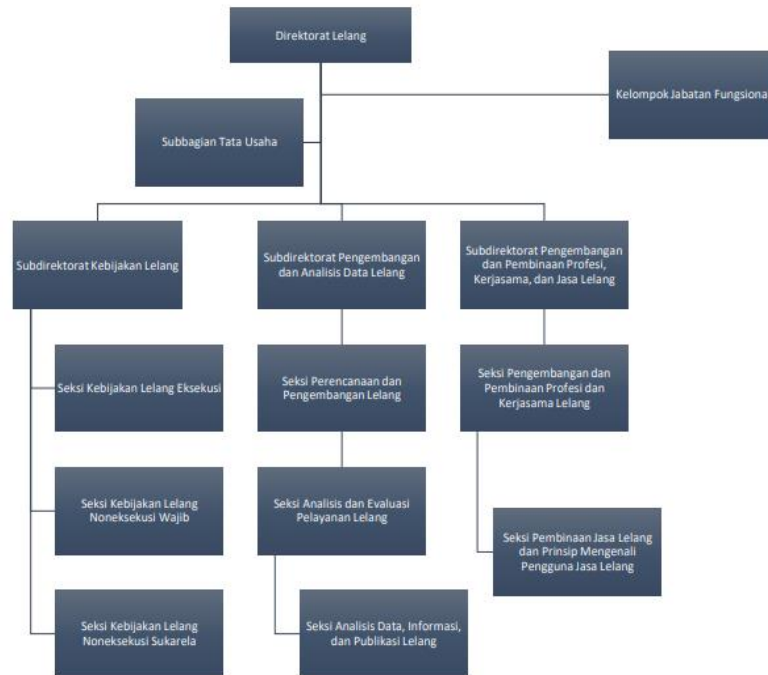 Direktorat Lelang
Kelompok Jabatan Fungsiona
Subbagian Tata Usaha
Subdirektorat Kebijakan Lelang
Subdirektorat Pengembangan
dan Analisis Data Lelang
Subdirektorat Pengembangan
dan Pembinaan Profesi,
Kerjasama, dan Jasa Lelang
Seksi Kebijakan Lelang Eksekusi
Seksi Perencanaan dan
Pengembangan Lelang
Seksi Pengembangan dan
Pembinaan Profesi dan
Kerjasama Lelang
Seksi Kebijakan Lelang
Noneksekusi Wajib
Seksi Analisis dan Evaluasi
Pelayanan Lelang
Seksi Pembinaan Jasa Lelang
dan Prinsip Mengenali
Pengguna Jasa Lelang
Seksi Kebijakan Lelang
Noneksekusi Sukarela
Seksi Analisis Data, Informasi,
dan Publikasi Lelang